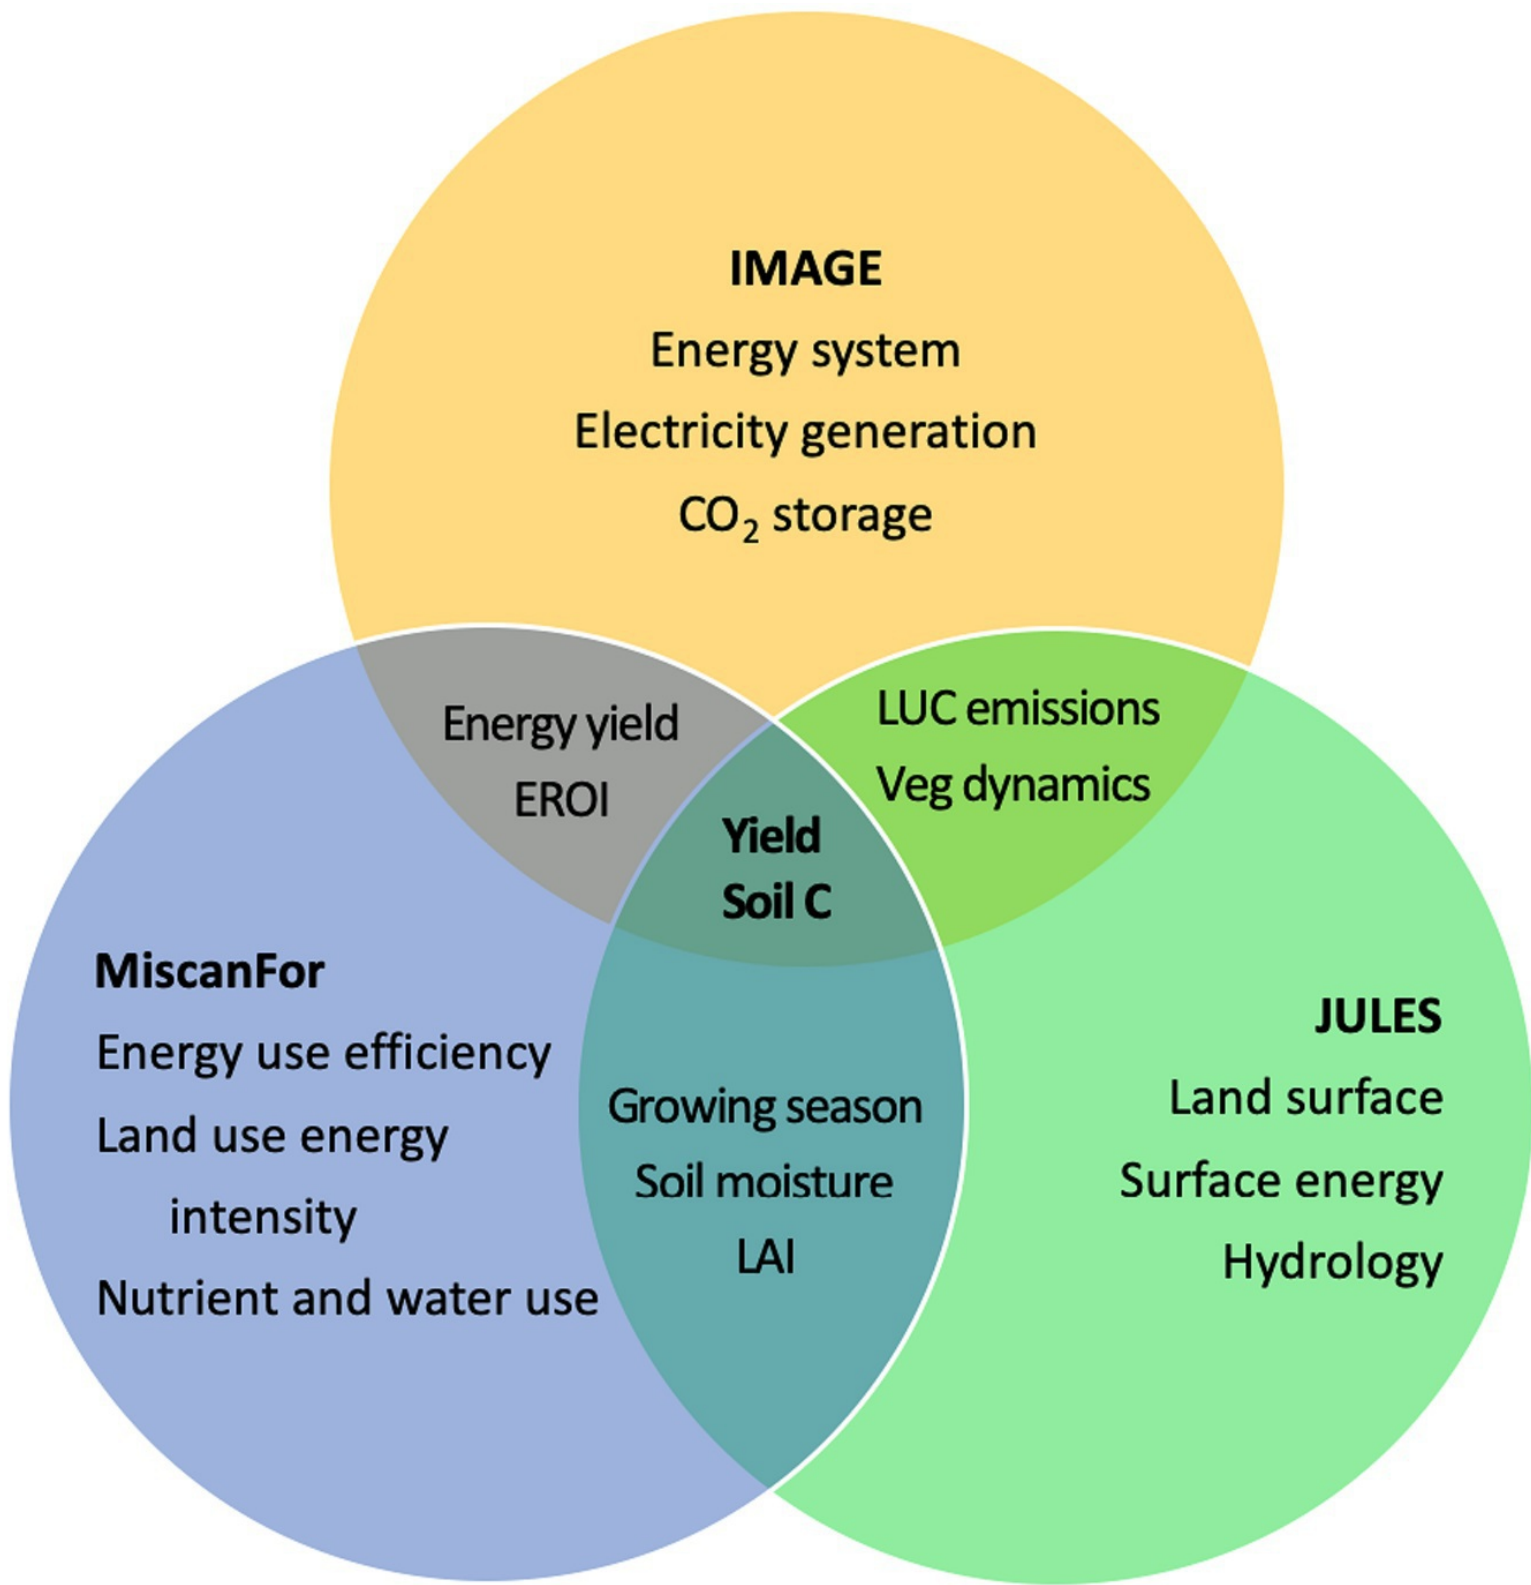 IMAGE
Energy system
Electricity generation
CO₂ storage
Energy yield
EROI
LUC emissions
Veg dynamics
Yield
Soil C
MiscanFor
Energy use efficiency
Land use energy
intensity
Nutrient and water use
Growing season
Soil moisture
LAI
JULES
Land surface
Surface energy
Hydrology